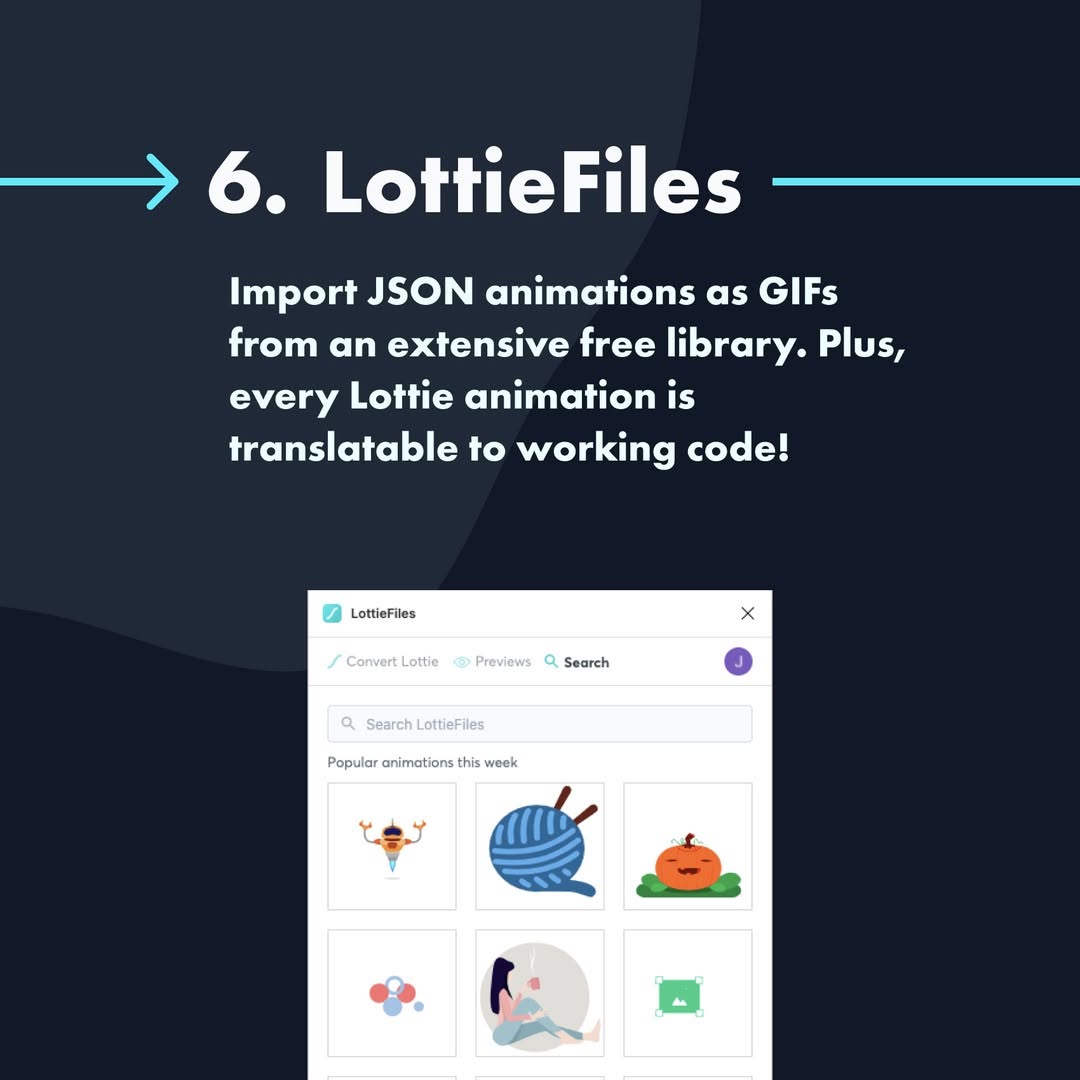 6. LottieFiles
Import JSON animations as GIFs
from an extensive free library. Plus,
every Lottie animation is
translatable to working code!
LottieFiles
Convert Lottie Previews Search J
Search LottieFiles
Popular animations this week